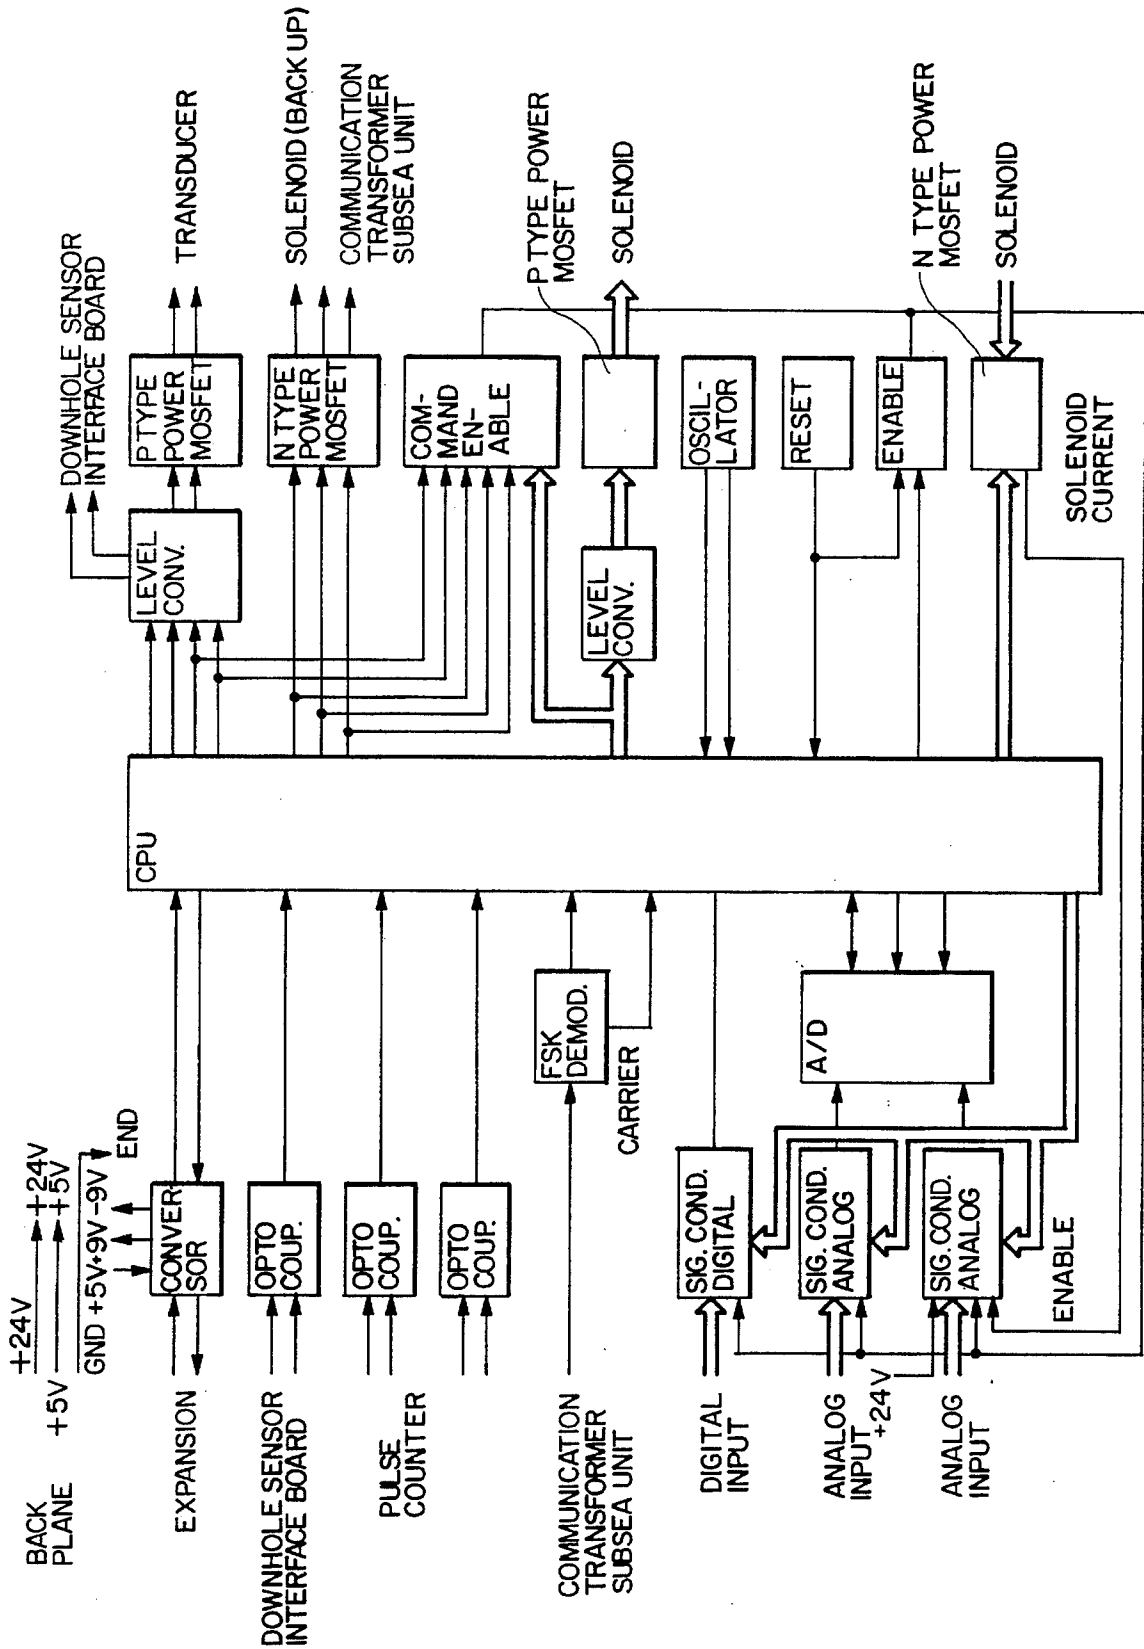 BACK
PLANE
+24V
+5V
GND +5V +9V -9V
+24V
+5V
END
EXPANSION
CONVER-
SOR
DOWNHOLE SENSOR
INTERFACE BOARD
OPTO
COUP.
PULSE
COUNTER
OPTO
COUP.
OPTO
COUP.
COMMUNICATION
TRANSFORMER
SUBSEA UNIT
FSK
DEMOD.
CARRIER
DIGITAL
INPUT
SIG. COND.
DIGITAL
ANALOG
INPUT
+24V
SIG. COND.
ANALOG
ANALOG
INPUT
SIG. COND.
ANALOG
ENABLE
A/D
CPU
LEVEL
CONV.
DOWNHOLE SENSOR
INTERFACE BOARD
P TYPE
POWER
MOSFET
TRANSDUCER
N TYPE
POWER
MOSFET
SOLENOID (BACK UP)
COMMUNICATION
TRANSFORMER
SUBSEA UNIT
COM-
MAND
EN-
ABLE
LEVEL
CONV.
P TYPE POWER
MOSFET
SOLENOID
OSCIL-
LATOR
RESET
ENABLE
N TYPE POWER
MOSFET
SOLENOID
SOLENOID
CURRENT